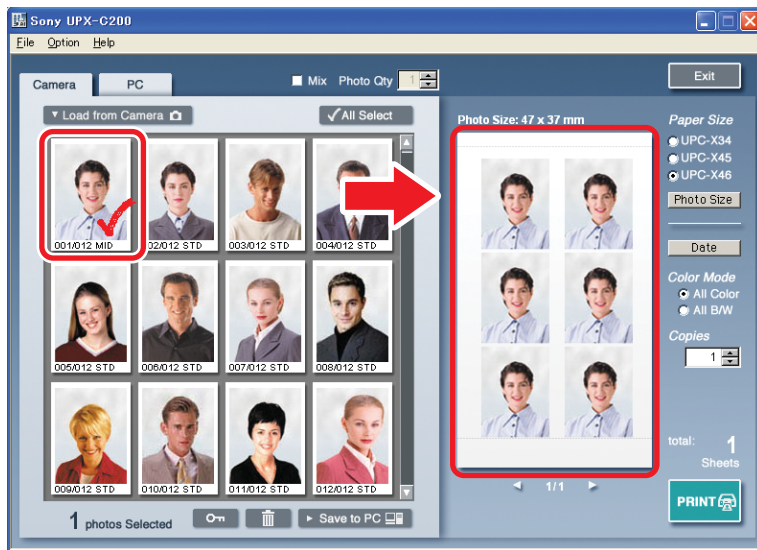 Sony UPX-C200
File Option Help
Camera PC
Mix Photo Qty 1
Exit
Load from Camera
All Select
Photo Size: 47 x 37 mm
Paper Size
UPC-X34
UPC-X45
UPC-X46
Photo Size
Date
Color Mode
All Color
All B/W
Copies
1
001/012 MID
002/012 STD
003/012 STD
004/012 STD
005/012 STD
006/012 STD
007/012 STD
008/012 STD
009/012 STD
010/012 STD
011/012 STD
012/012 STD
total: 1
Sheets
1/1
PRINT
1 photos Selected
Save to PC